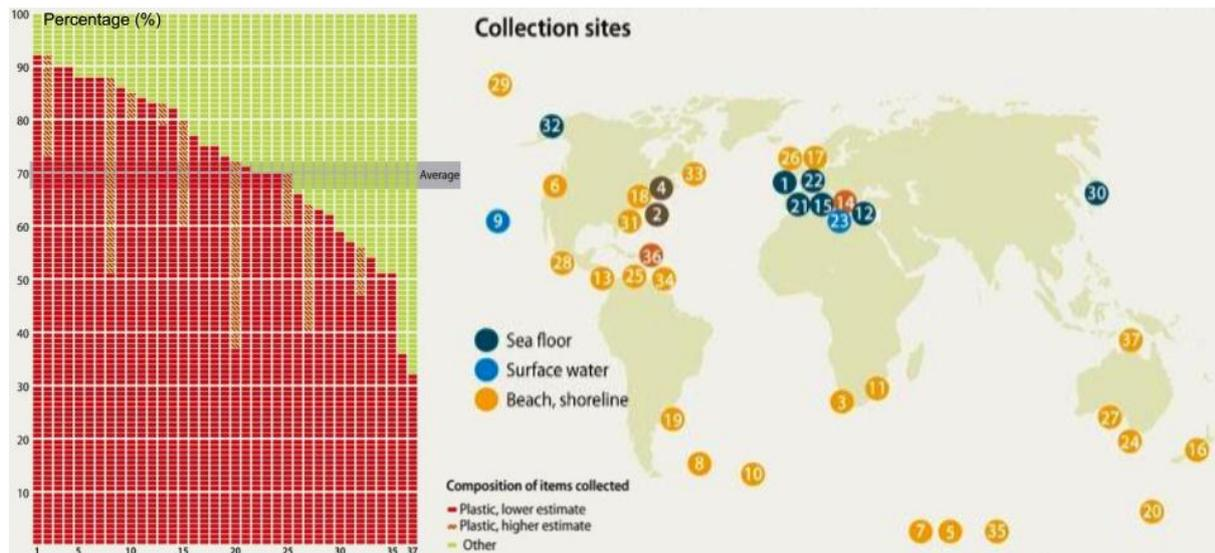 Percentage (%)
100
90
80
70
60
50
40
30
20
10
Average
1 5 10 15 20 25 30 35 37
Collection sites
29
32
26 17
33
6
4
18
1 22
30
2
21 15 14
9
31
23 12
36
28
13 25 34
37
Sea floor
Surface water
Beach, shoreline
11
3
19
27
24
16
8
10
20
7 5 35
Composition of items collected
Plastic, lower estimate
Plastic, higher estimate
Other